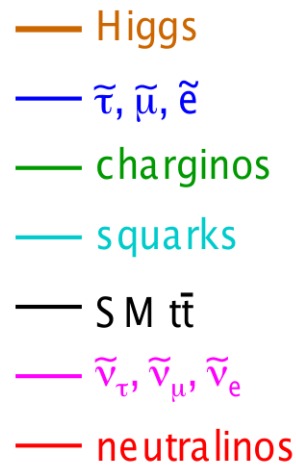 Higgs
τ̃, μ̃, ẽ
charginos
squarks
SM tt̄
ν̃τ, ν̃μ, ν̃e
neutralinos